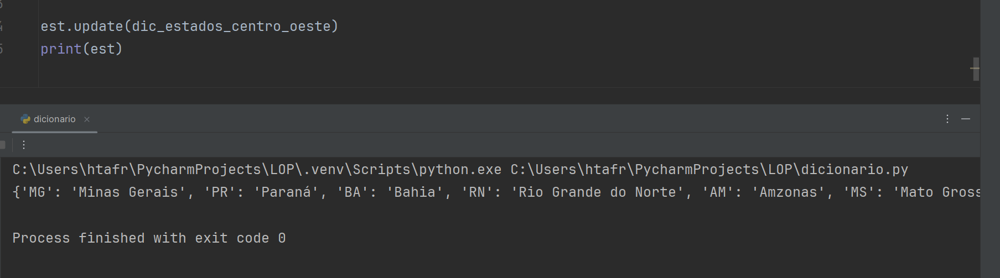 est.update(dic_estados_centro_oeste)
print(est)
dicionario
C:\Users\htafr\PycharmProjects\LOP\.venv\Scripts\python.exe C:\Users\htafr\PycharmProjects\LOP\dicionario.py
{'MG': 'Minas Gerais', 'PR': 'Paraná', 'BA': 'Bahia', 'RN': 'Rio Grande do Norte', 'AM': 'Amzonas', 'MS': 'Mato Gross
Process finished with exit code 0